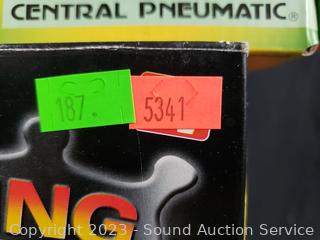 CENTRAL PNEUMATIC®
187.
5341
NG
Copyright 2023 - Sound Auction Service